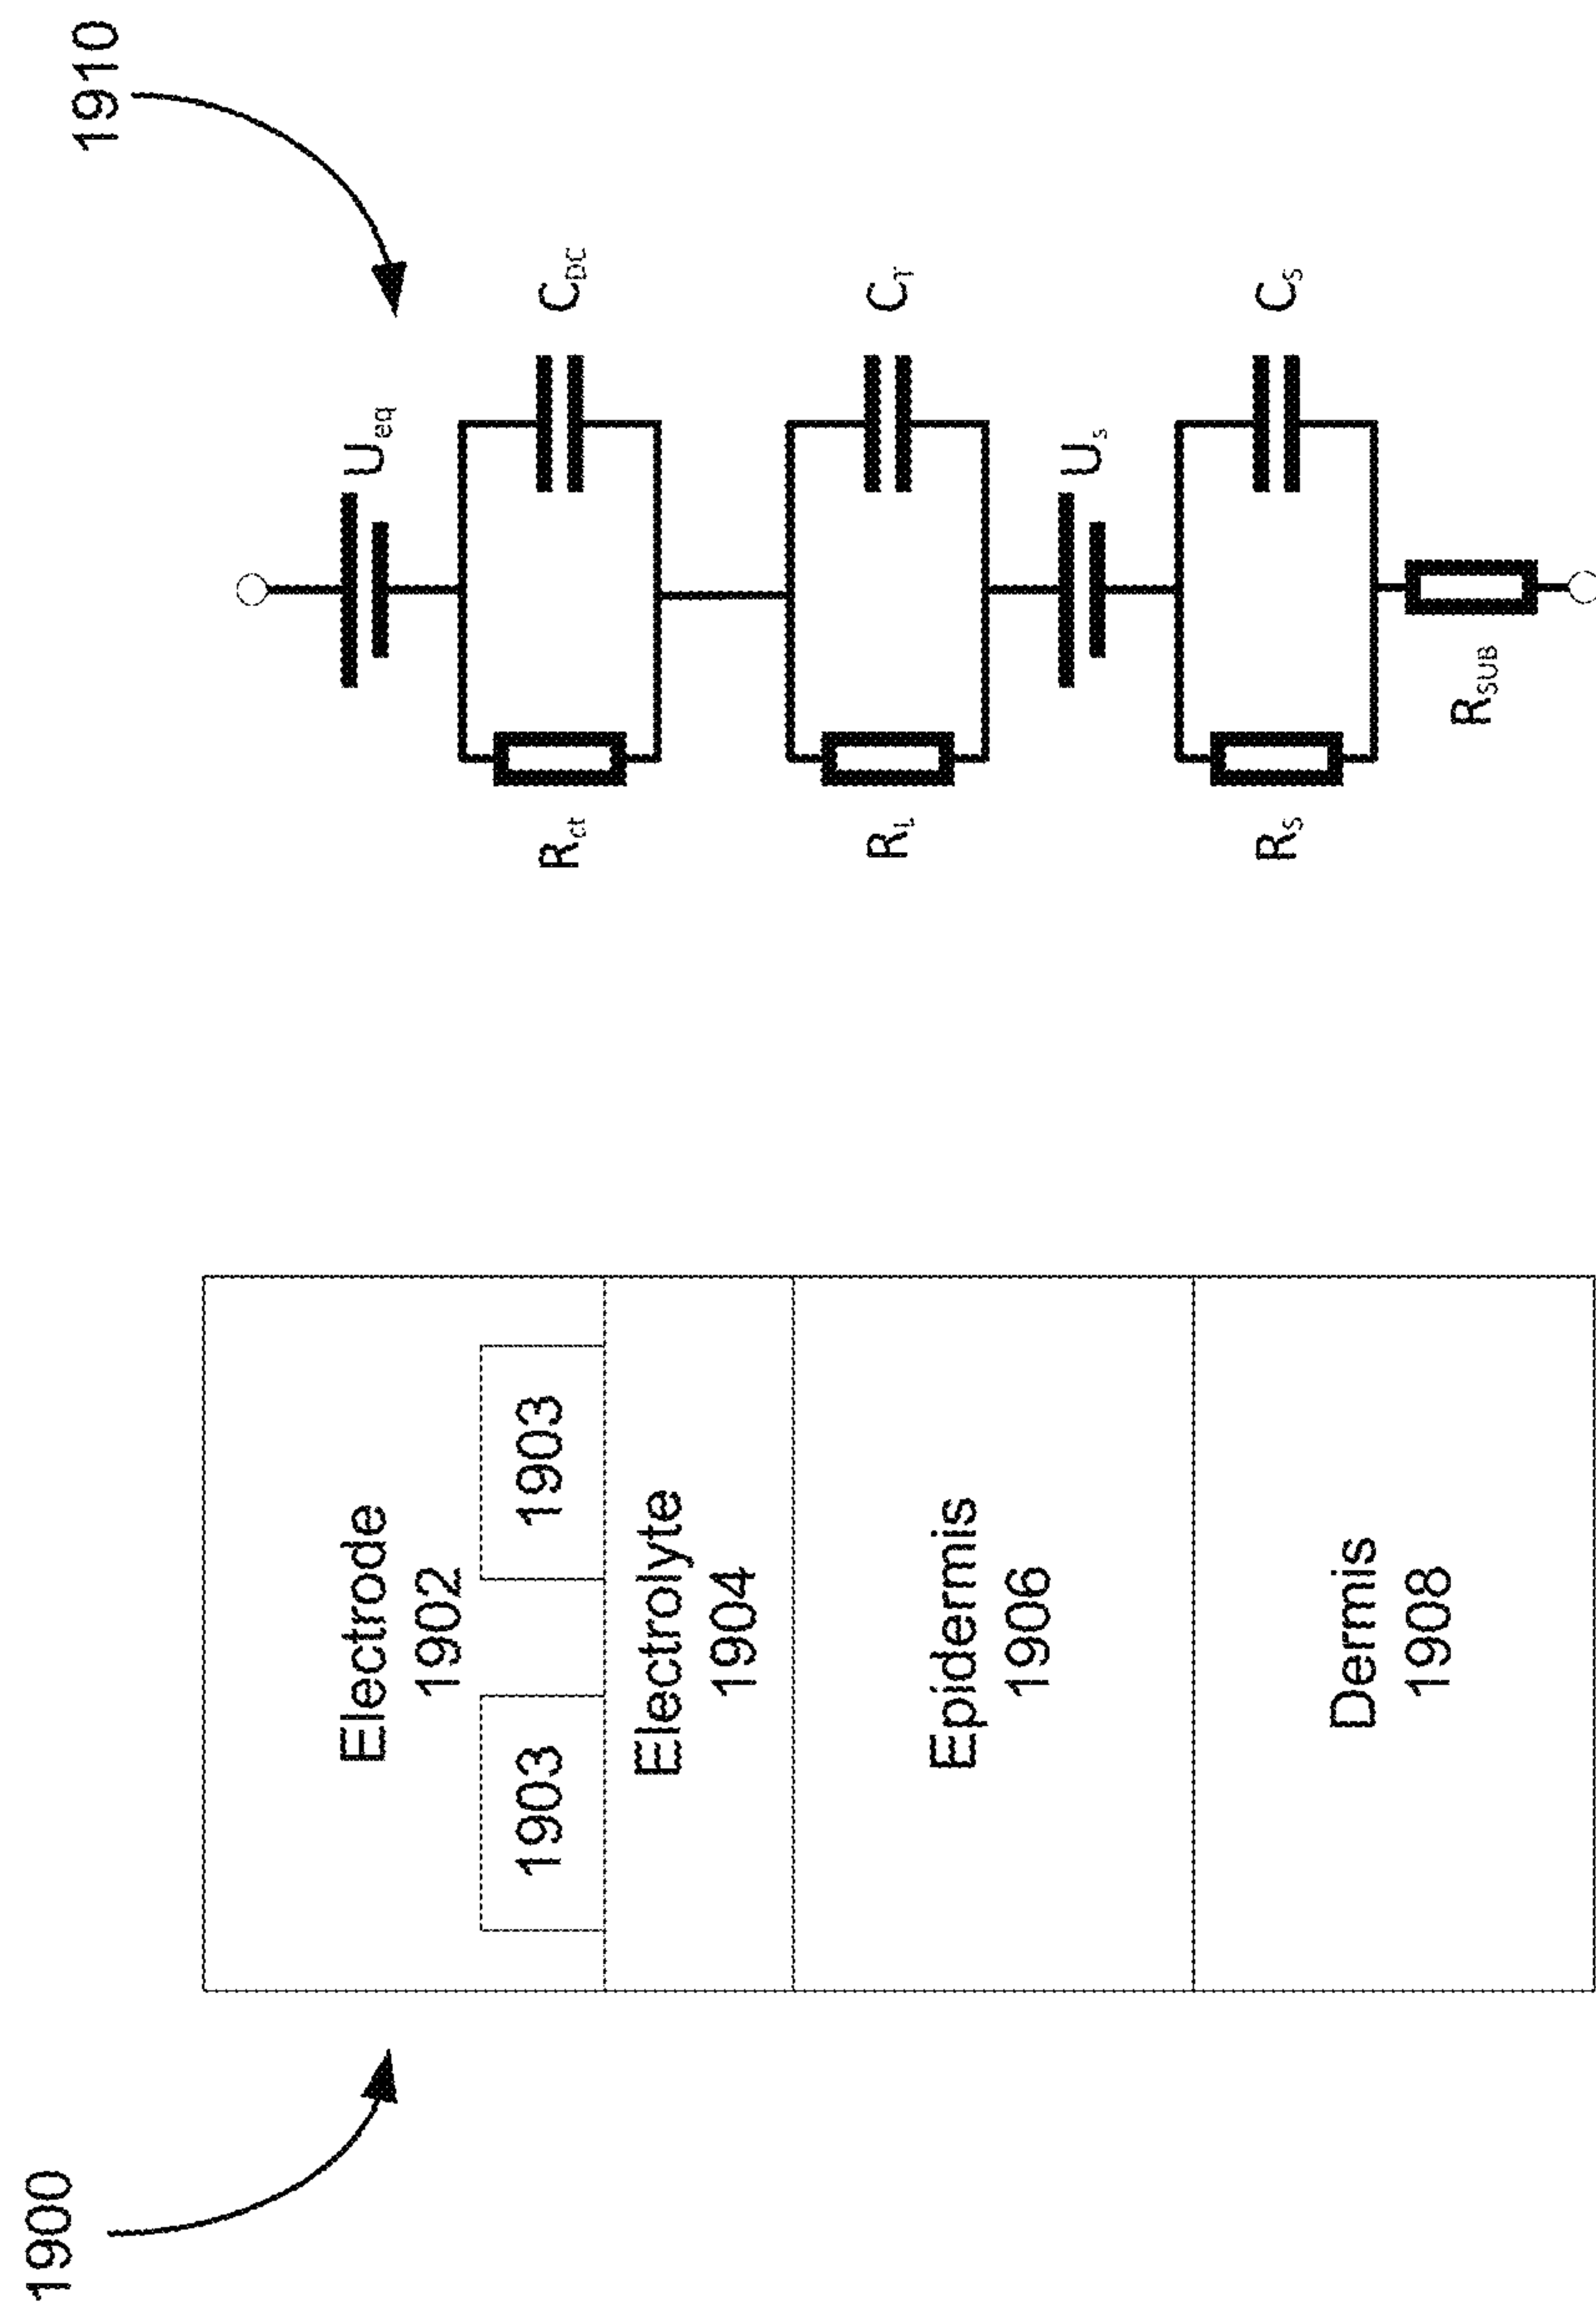 1900
Electrode
1902
1903
1903
Electrolyte
1904
Epidermis
1906
Dermis
1908
1910
U_eq
R_ct
C_DC
R_L
C_T
U_s
R_S
C_S
R_SUB